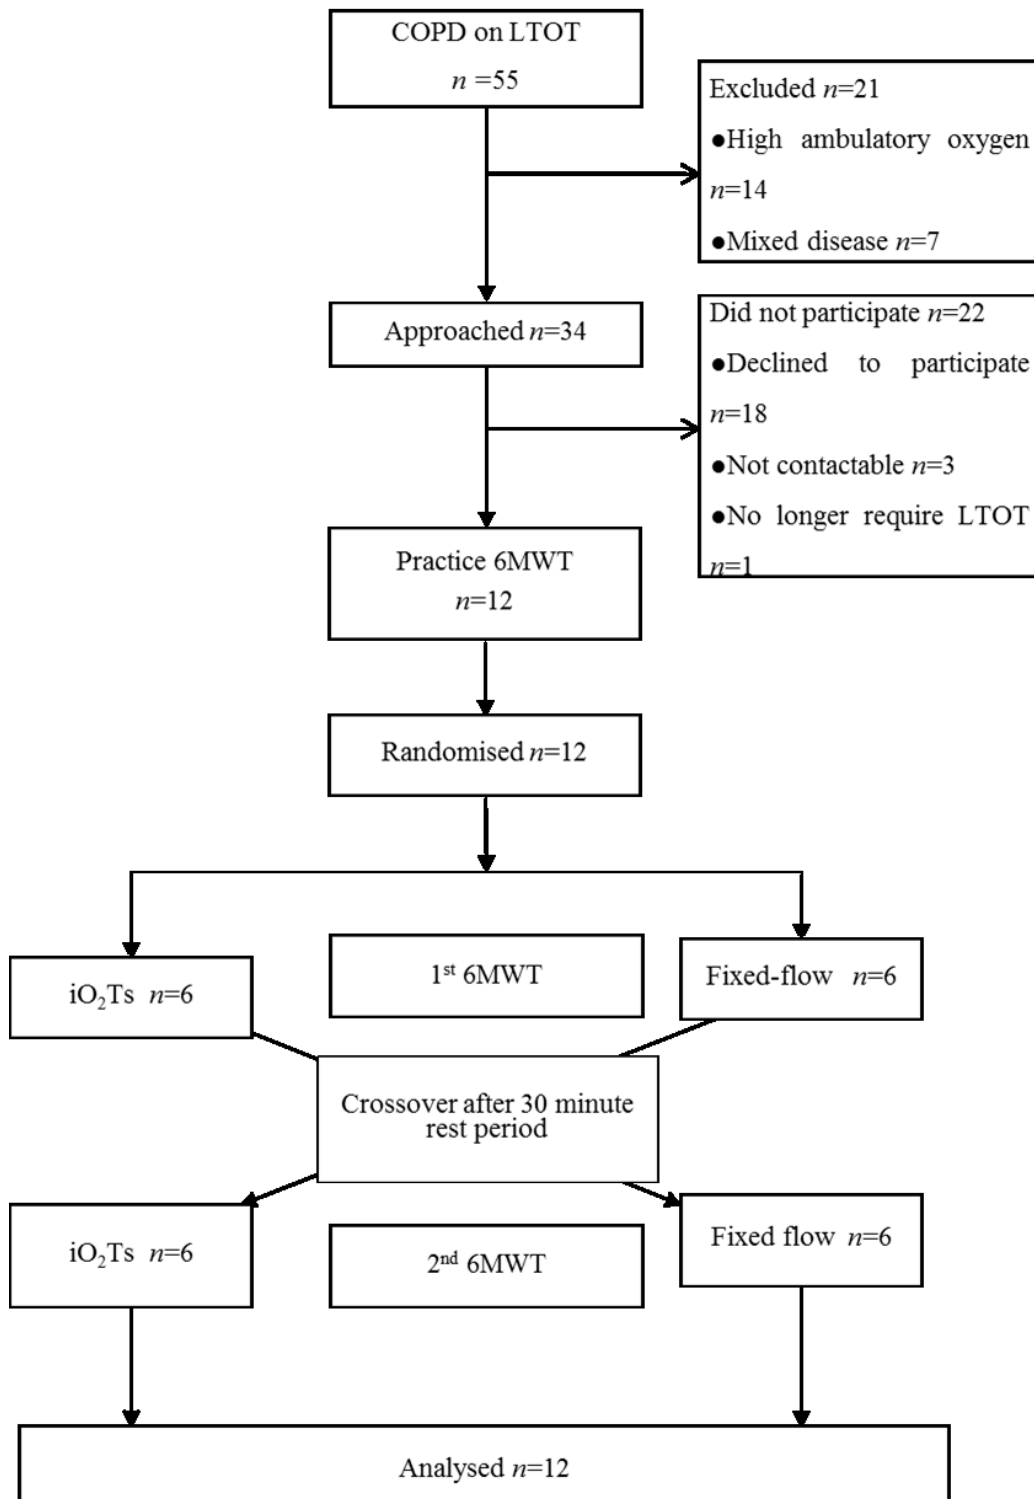 COPD on LTOT
n =55
Excluded n=21
●High ambulatory oxygen
n=14
●Mixed disease n=7
Approached n=34
Did not participate n=22
●Declined to participate
n=18
●Not contactable n=3
●No longer require LTOT
n=1
Practice 6MWT
n=12
Randomised n=12
iO₂Ts n=6
1st 6MWT
Fixed-flow n=6
Crossover after 30 minute
rest period
iO₂Ts n=6
2nd 6MWT
Fixed flow n=6
Analysed n=12